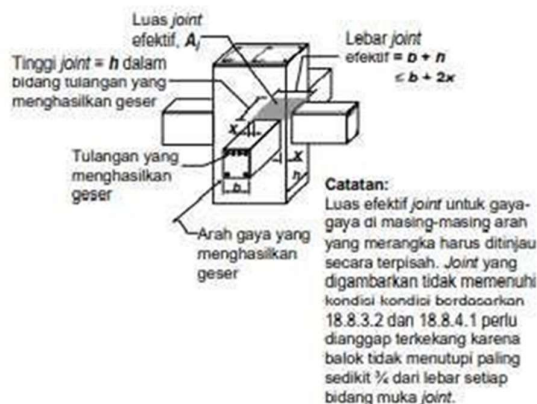 Luas joint
efektif, Aj
Tinggi joint = h dalam
bidang tulangan yang
menghasilkan geser
Lebar joint
efektif = b + h
≤ b + 2x
x
Tulangan yang
menghasilkan
geser
b
x
h
Arah gaya yang
menghasilkan
geser
Catatan:
Luas efektif joint untuk gaya-
gaya di masing-masing arah
yang merangka harus ditinjau
secara terpisah. Joint yang
digambarkan tidak memenuhi
kondisi kondisi berdasarkan
18.8.3.2 dan 18.8.4.1 perlu
dianggap terkekang karena
balok tidak menutupi paling
sedikit ¾ dari lebar setiap
bidang muka joint.